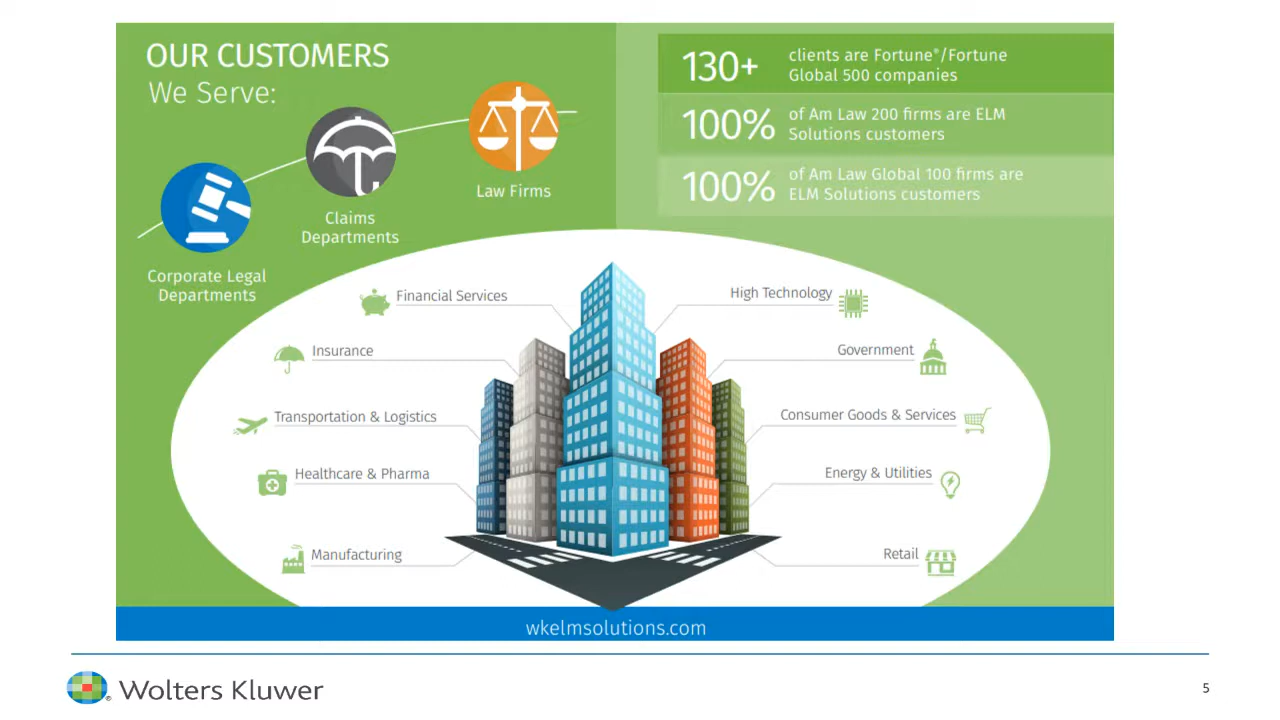 OUR CUSTOMERS
We Serve:
Corporate Legal
Departments
Claims
Departments
Law Firms
130+
clients are Fortune®/Fortune
Global 500 companies
100%
of Am Law 200 firms are ELM
Solutions customers
100%
of Am Law Global 100 firms are
ELM Solutions customers
Financial Services
Insurance
Transportation & Logistics
Healthcare & Pharma
Manufacturing
High Technology
Government
Consumer Goods & Services
Energy & Utilities
Retail
wkelmsolutions.com
Wolters Kluwer
5